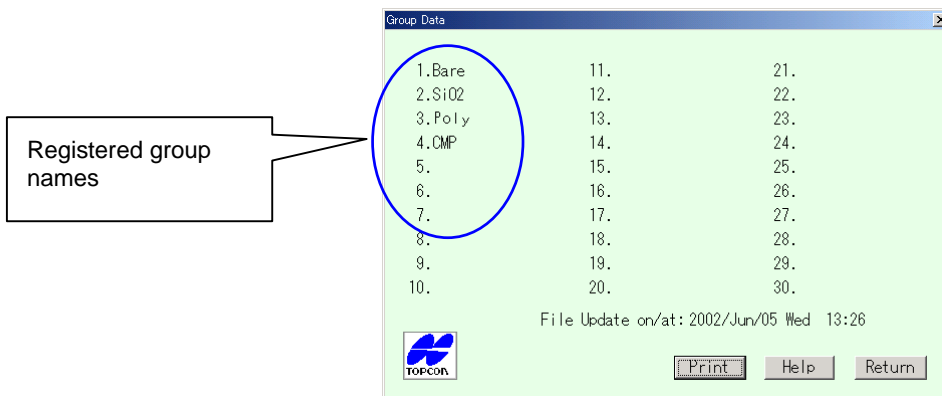 Group Data
Registered group
names
1.Bare 11. 21.
2.SiO2 12. 22.
3.Poly 13. 23.
4.CMP 14. 24.
5. 15. 25.
6. 16. 26.
7. 17. 27.
8. 18. 28.
9. 19. 29.
10. 20. 30.
File Update on/at: 2002/Jun/05 Wed 13:26
TOPCON
Print Help Return